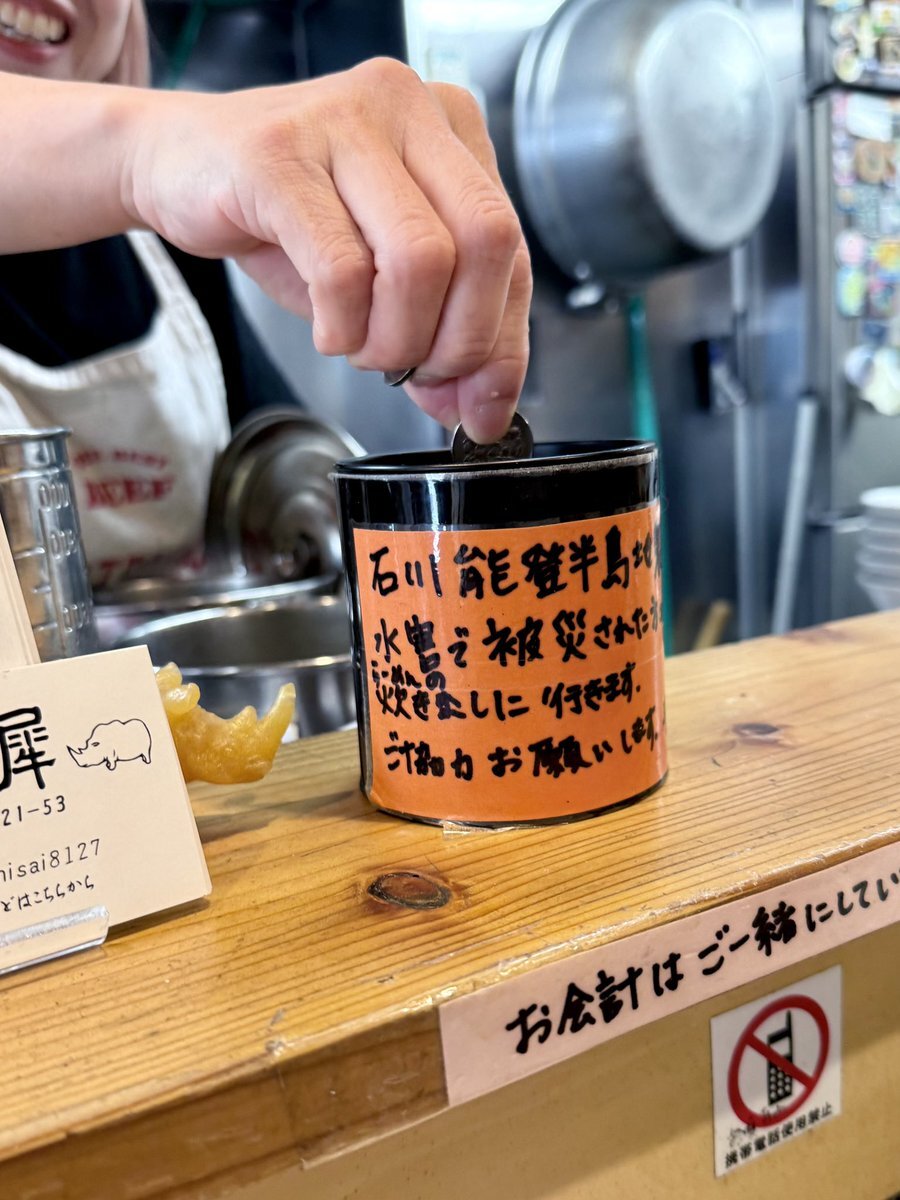 石川能登半島地
水害で被災されたお
らーめんの
炊き出しに行きます.
ご協力お願いします.
犀
21-53
hisai8127
どはこちらから
お会計はご一緒にしてい
携帯電話使用禁止